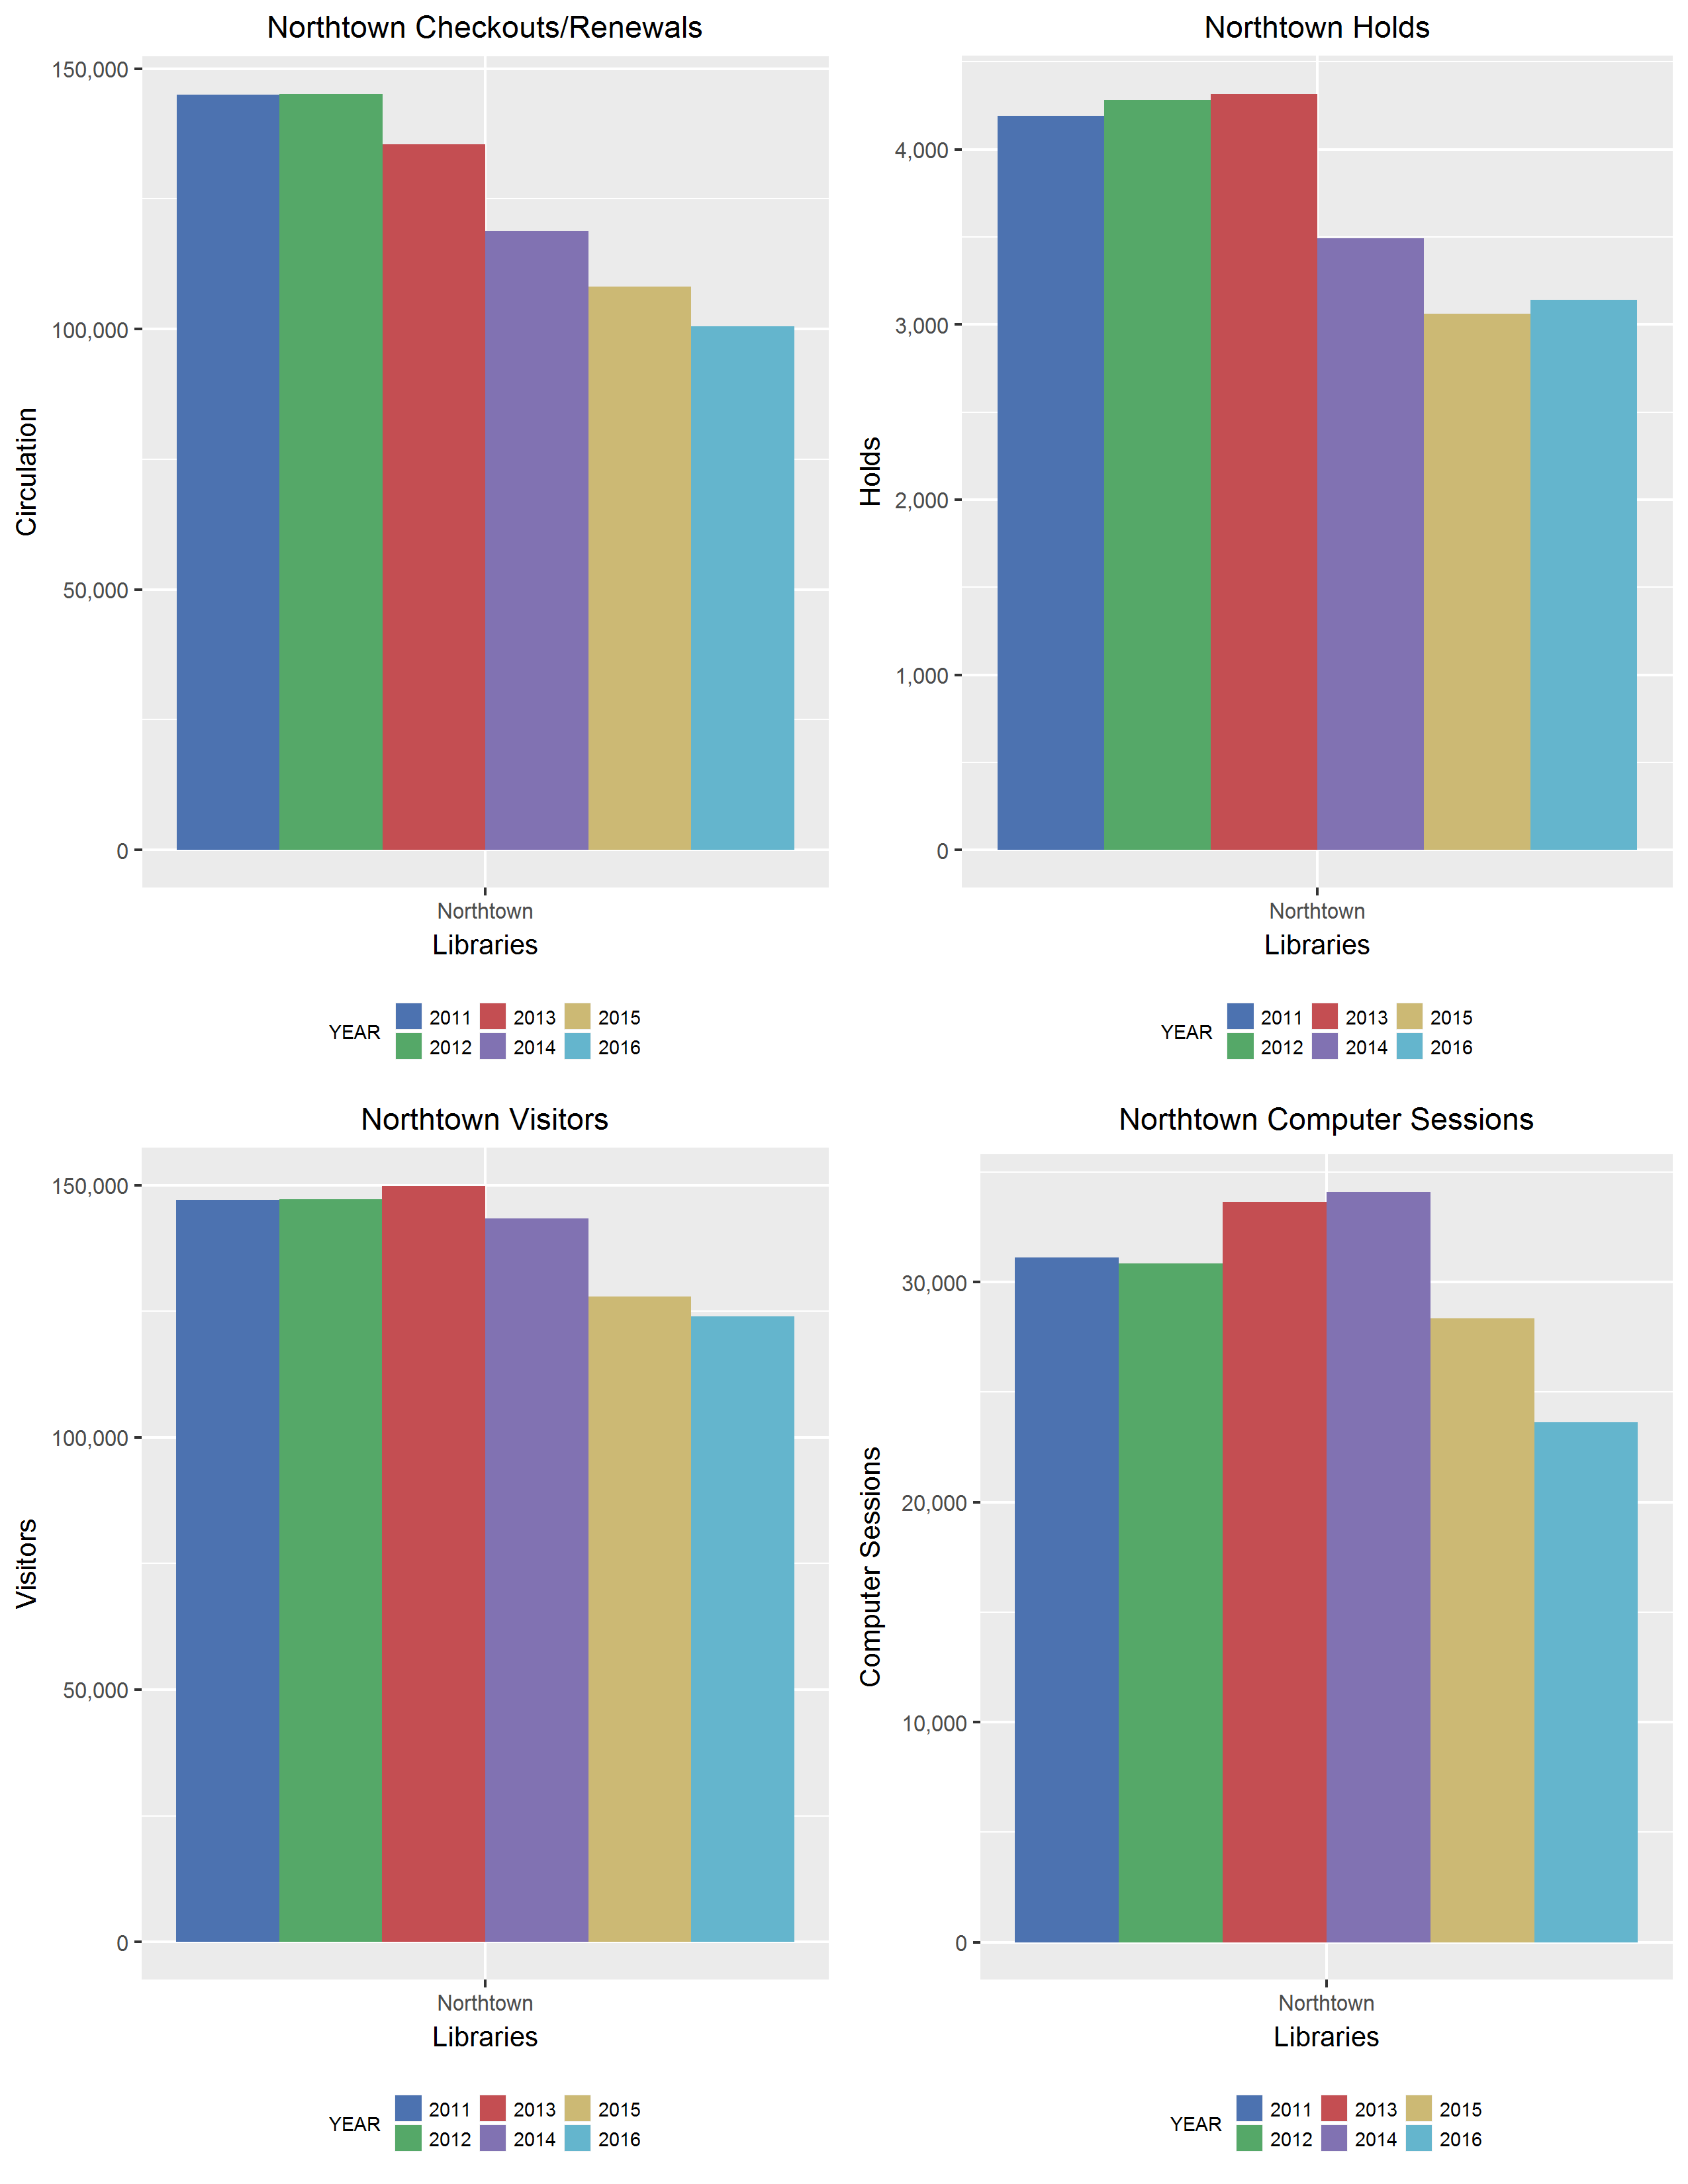 Northtown Checkouts/Renewals
150,000
100,000
50,000
0
Circulation
Northtown
Libraries
YEAR 2011 2013 2015
2012 2014 2016
Northtown Holds
4,000
3,000
2,000
1,000
0
Holds
Northtown
Libraries
YEAR 2011 2013 2015
2012 2014 2016
Northtown Visitors
150,000
100,000
50,000
0
Visitors
Northtown
Libraries
YEAR 2011 2013 2015
2012 2014 2016
Northtown Computer Sessions
30,000
20,000
10,000
0
Computer Sessions
Northtown
Libraries
YEAR 2011 2013 2015
2012 2014 2016